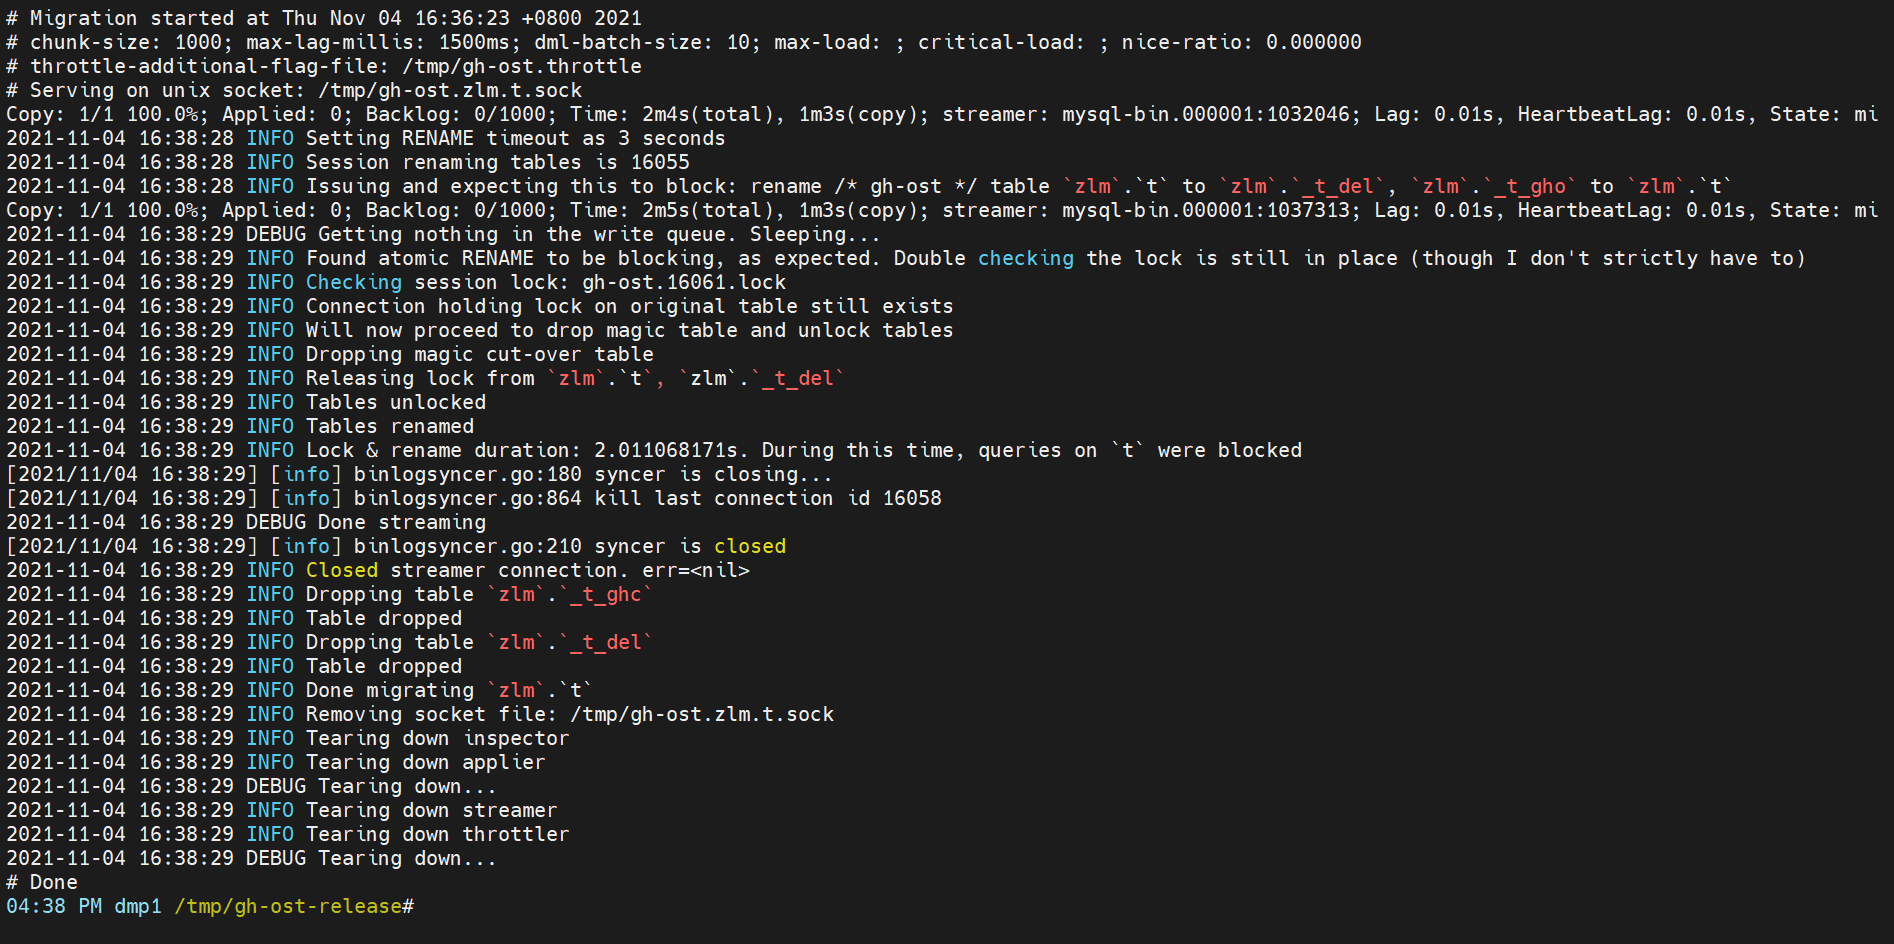 # Migration started at Thu Nov 04 16:36:23 +0800 2021
# chunk-size: 1000; max-lag-millis: 1500ms; dml-batch-size: 10; max-load: ; critical-load: ; nice-ratio: 0.000000
# throttle-additional-flag-file: /tmp/gh-ost.throttle
# Serving on unix socket: /tmp/gh-ost.zlm.t.sock
Copy: 1/1 100.0%; Applied: 0; Backlog: 0/1000; Time: 2m4s(total), 1m3s(copy); streamer: mysql-bin.000001:1032046; Lag: 0.01s, HeartbeatLag: 0.01s, State: mi
2021-11-04 16:38:28 INFO Setting RENAME timeout as 3 seconds
2021-11-04 16:38:28 INFO Session renaming tables is 16055
2021-11-04 16:38:28 INFO Issuing and expecting this to block: rename /* gh-ost */ table `zlm`.`t` to `zlm`.`_t_del`, `zlm`.`_t_gho` to `zlm`.`t`
Copy: 1/1 100.0%; Applied: 0; Backlog: 0/1000; Time: 2m5s(total), 1m3s(copy); streamer: mysql-bin.000001:1037313; Lag: 0.01s, HeartbeatLag: 0.01s, State: mi
2021-11-04 16:38:29 DEBUG Getting nothing in the write queue. Sleeping...
2021-11-04 16:38:29 INFO Found atomic RENAME to be blocking, as expected. Double checking the lock is still in place (though I don't strictly have to)
2021-11-04 16:38:29 INFO Checking session lock: gh-ost.16061.lock
2021-11-04 16:38:29 INFO Connection holding lock on original table still exists
2021-11-04 16:38:29 INFO Will now proceed to drop magic table and unlock tables
2021-11-04 16:38:29 INFO Dropping magic cut-over table
2021-11-04 16:38:29 INFO Releasing lock from `zlm`.`t`, `zlm`.`_t_del`
2021-11-04 16:38:29 INFO Tables unlocked
2021-11-04 16:38:29 INFO Tables renamed
2021-11-04 16:38:29 INFO Lock & rename duration: 2.011068171s. During this time, queries on `t` were blocked
[2021/11/04 16:38:29] [info] binlogsyncer.go:180 syncer is closing...
[2021/11/04 16:38:29] [info] binlogsyncer.go:864 kill last connection id 16058
2021-11-04 16:38:29 DEBUG Done streaming
[2021/11/04 16:38:29] [info] binlogsyncer.go:210 syncer is closed
2021-11-04 16:38:29 INFO Closed streamer connection. err=<nil>
2021-11-04 16:38:29 INFO Dropping table `zlm`.`_t_ghc`
2021-11-04 16:38:29 INFO Table dropped
2021-11-04 16:38:29 INFO Dropping table `zlm`.`_t_del`
2021-11-04 16:38:29 INFO Table dropped
2021-11-04 16:38:29 INFO Done migrating `zlm`.`t`
2021-11-04 16:38:29 INFO Removing socket file: /tmp/gh-ost.zlm.t.sock
2021-11-04 16:38:29 INFO Tearing down inspector
2021-11-04 16:38:29 INFO Tearing down applier
2021-11-04 16:38:29 DEBUG Tearing down...
2021-11-04 16:38:29 INFO Tearing down streamer
2021-11-04 16:38:29 INFO Tearing down throttler
2021-11-04 16:38:29 DEBUG Tearing down...
# Done
04:38 PM dmp1 /tmp/gh-ost-release#